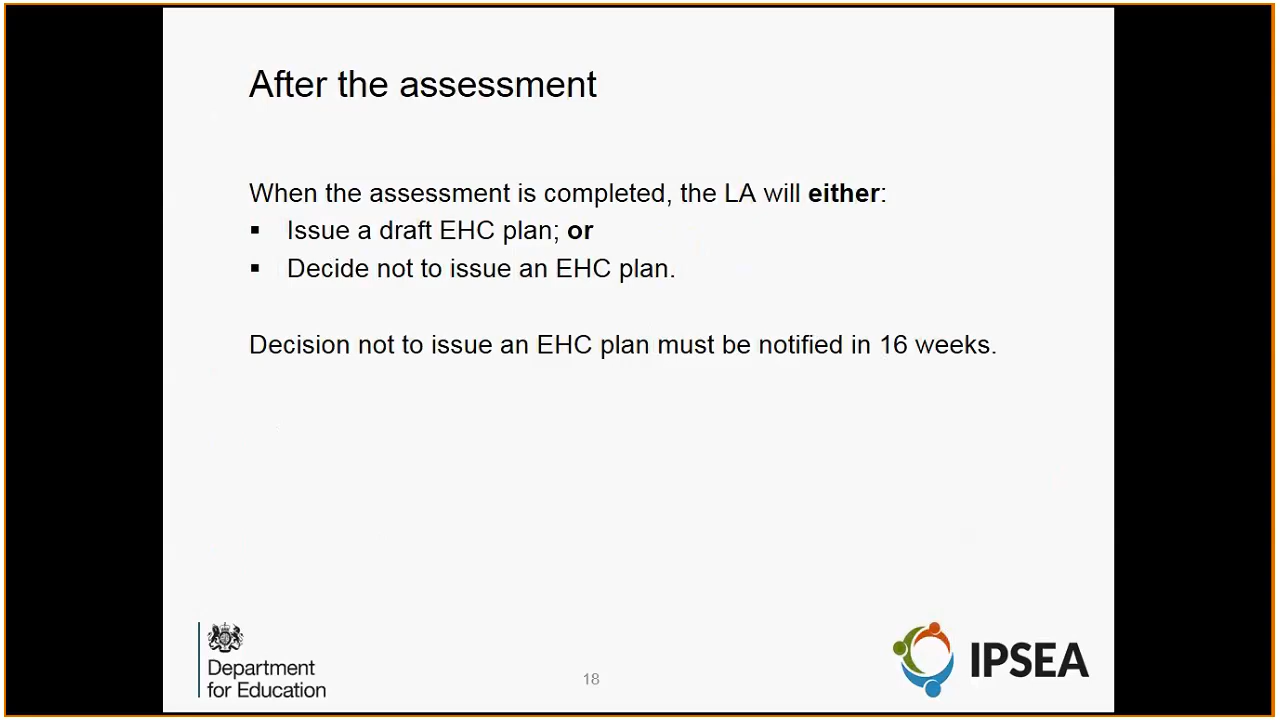 After the assessment
When the assessment is completed, the LA will either:
▪ Issue a draft EHC plan; or
▪ Decide not to issue an EHC plan.
Decision not to issue an EHC plan must be notified in 16 weeks.
Department
for Education
18
IPSEA